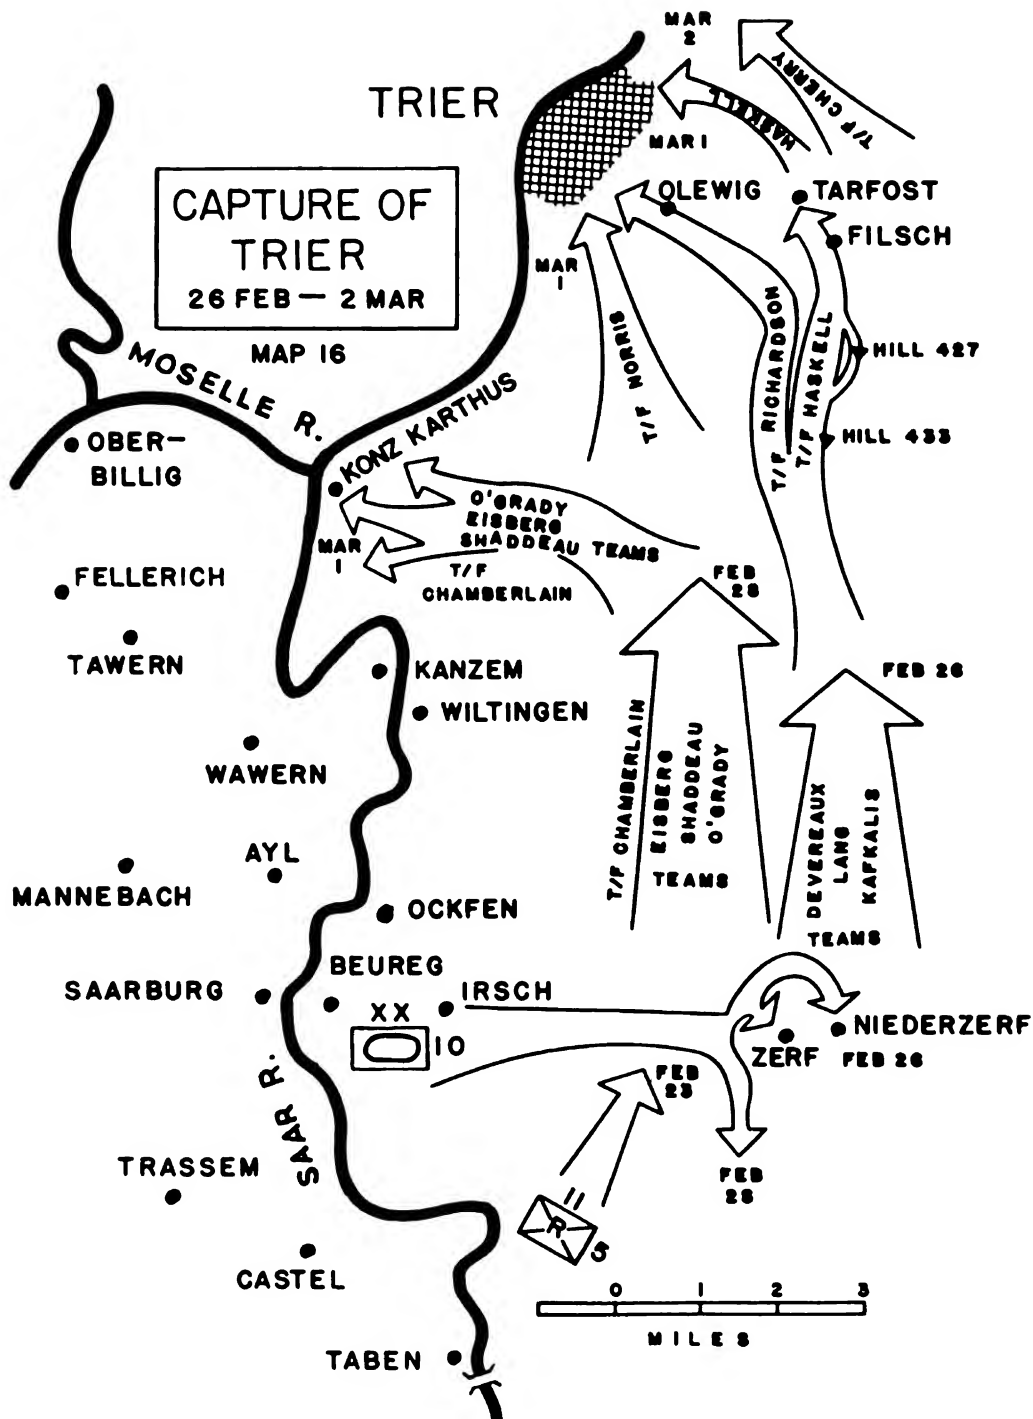 MAR
2
T/F CHERRY
TRIER
HASKELL
MAR 1
CAPTURE OF
TRIER
26 FEB — 2 MAR
MAP 16
OLEWIG
TARFOST
FILSCH
MAR
1
T/F NORRIS
T/F RICHARDSON
T/F HASKELL
HILL 427
HILL 433
MOSELLE R.
KONZ KARTHUS
OBER-
BILLIG
O'GRADY
EISBERG
SHADDEAU TEAMS
MAR
1
T/F
CHAMBERLAIN
FEB
28
FELLERICH
TAWERN
KANZEM
WILTINGEN
FEB 26
WAWERN
T/F CHAMBERLAIN
EISBERG
SHADDEAU
O'GRADY
TEAMS
DEVEREAUX
LANG
KAFKALIS
TEAMS
AYL
MANNEBACH
OCKFEN
BEUREG
SAARBURG
IRSCH
XX
10
NIEDERZERF
ZERF
FEB 26
FEB
23
SAAR R.
TRASSEM
FEB
28
II
R
5
CASTEL
0 1 2 3
MILES
TABEN